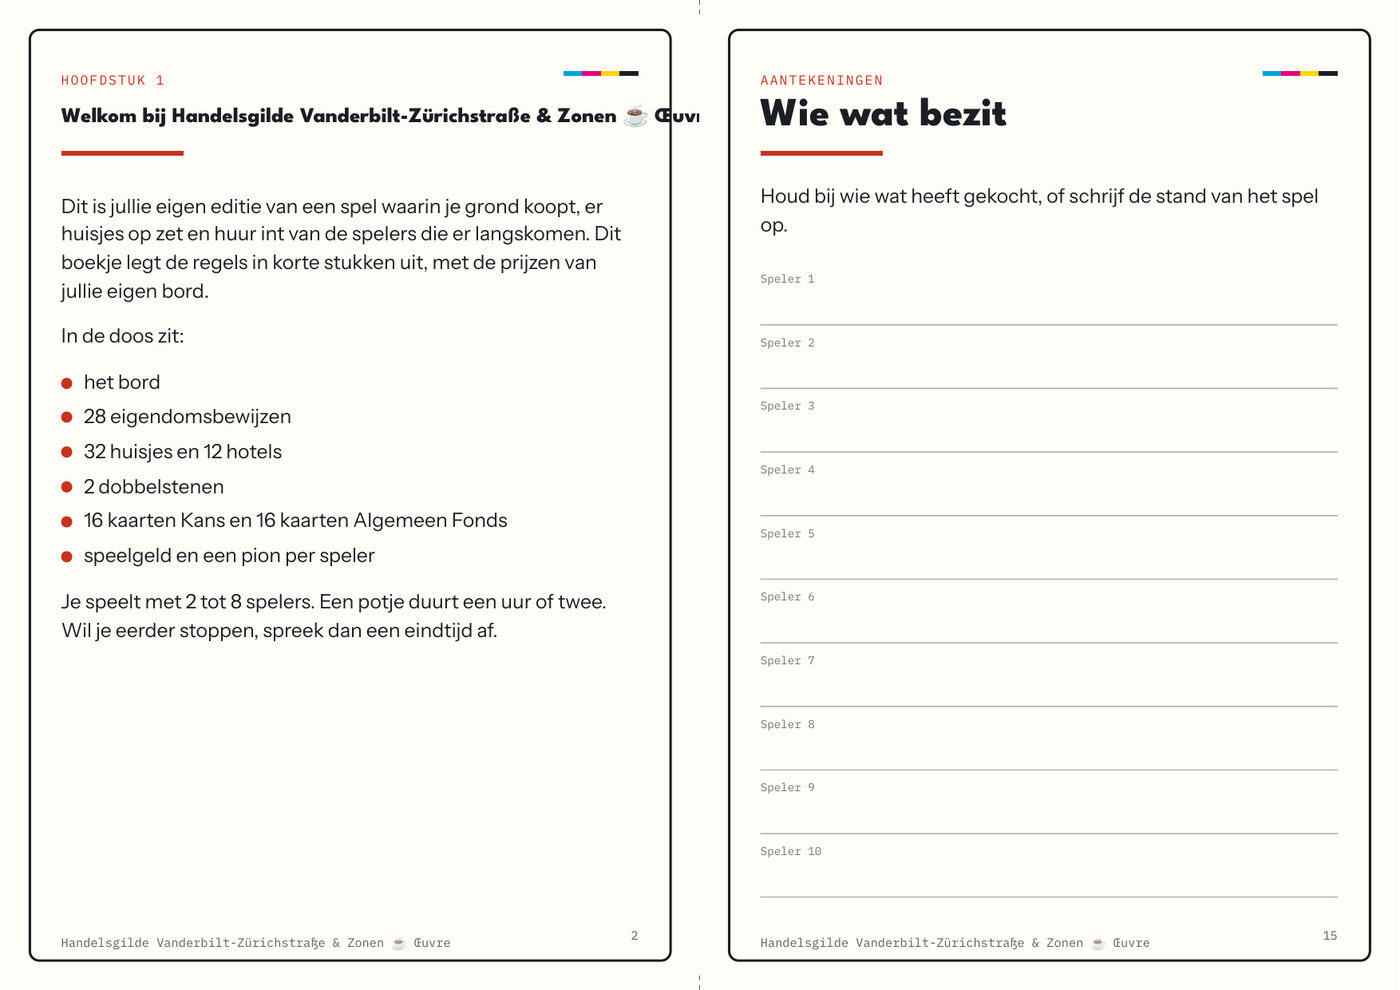 HOOFDSTUK 1
Welkom bij Handelsgilde Vanderbilt-Zürichstraße & Zonen ☕
Dit is jullie eigen editie van een spel waarin je grond koopt, er
huisjes op zet en huur int van de spelers die er langskomen. Dit
boekje legt de regels in korte stukken uit, met de prijzen van
jullie eigen bord.
In de doos zit:
het bord
28 eigendomsbewijzen
32 huisjes en 12 hotels
2 dobbelstenen
16 kaarten Kans en 16 kaarten Algemeen Fonds
speelgeld en een pion per speler
Je speelt met 2 tot 8 spelers. Een potje duurt een uur of twee.
Wil je eerder stoppen, spreek dan een eindtijd af.
Handelsgilde Vanderbilt-Zürichstraße & Zonen ☕ Œuvre
2
AANTEKENINGEN
Wie wat bezit
Houd bij wie wat heeft gekocht, of schrijf de stand van het spel
op.
Speler 1
Speler 2
Speler 3
Speler 4
Speler 5
Speler 6
Speler 7
Speler 8
Speler 9
Speler 10
Handelsgilde Vanderbilt-Zürichstraße & Zonen ☕ Œuvre
15